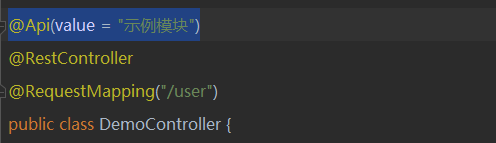 @Api(value = "示例模块")
@RestController
@RequestMapping("/user")
public class DemoController {